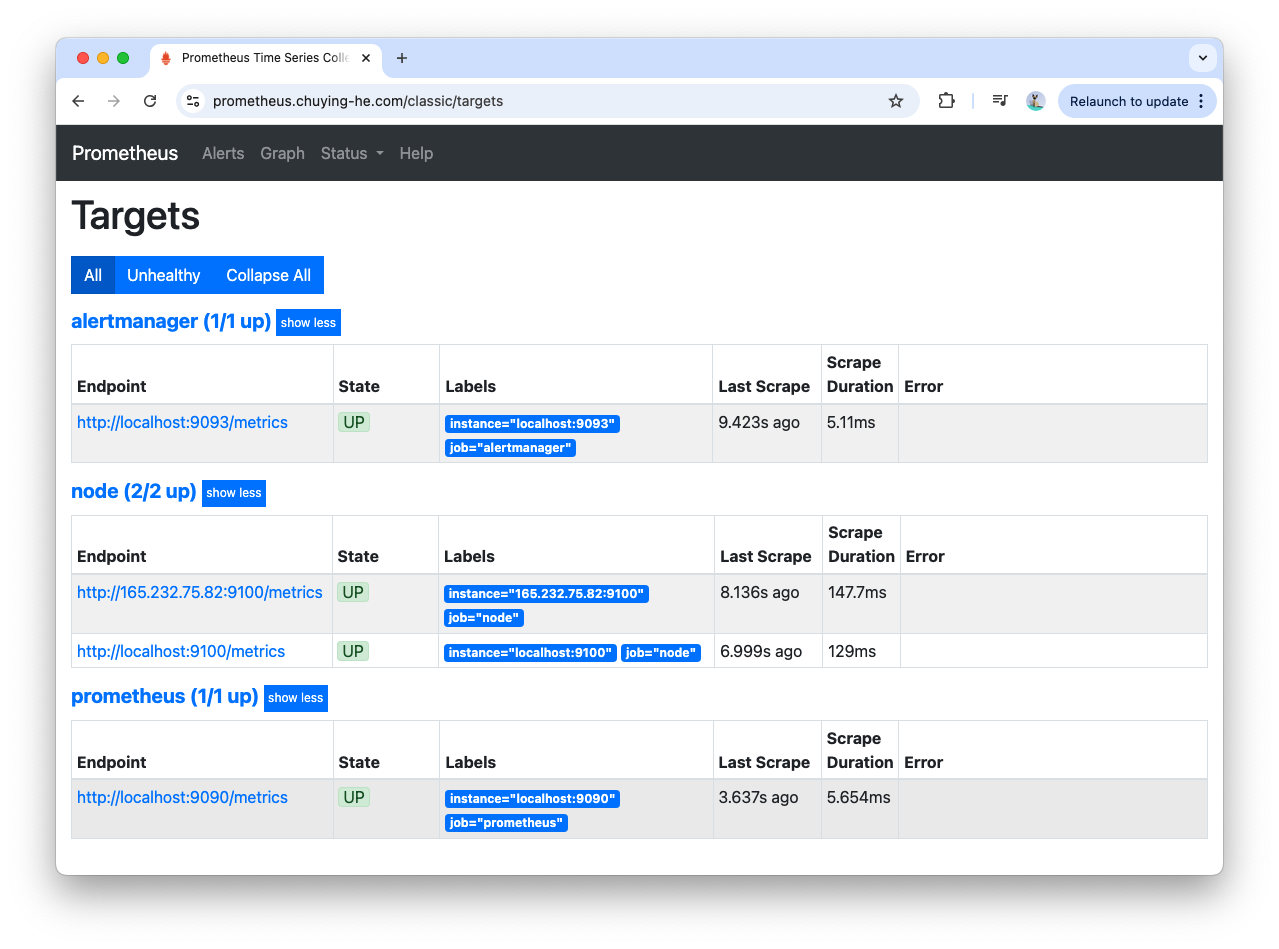 Prometheus Time Series Colle
prometheus.chuying-he.com/classic/targets
Relaunch to update
Prometheus Alerts Graph Status Help
Targets
All Unhealthy Collapse All
alertmanager (1/1 up) show less
Endpoint State Labels Last Scrape Scrape Duration Error
http://localhost:9093/metrics UP instance="localhost:9093" 9.423s ago 5.11ms
job="alertmanager"
node (2/2 up) show less
Endpoint State Labels Last Scrape Scrape Duration Error
http://165.232.75.82:9100/metrics UP instance="165.232.75.82:9100" 8.136s ago 147.7ms
job="node"
http://localhost:9100/metrics UP instance="localhost:9100" job="node" 6.999s ago 129ms
prometheus (1/1 up) show less
Endpoint State Labels Last Scrape Scrape Duration Error
http://localhost:9090/metrics UP instance="localhost:9090" 3.637s ago 5.654ms
job="prometheus"